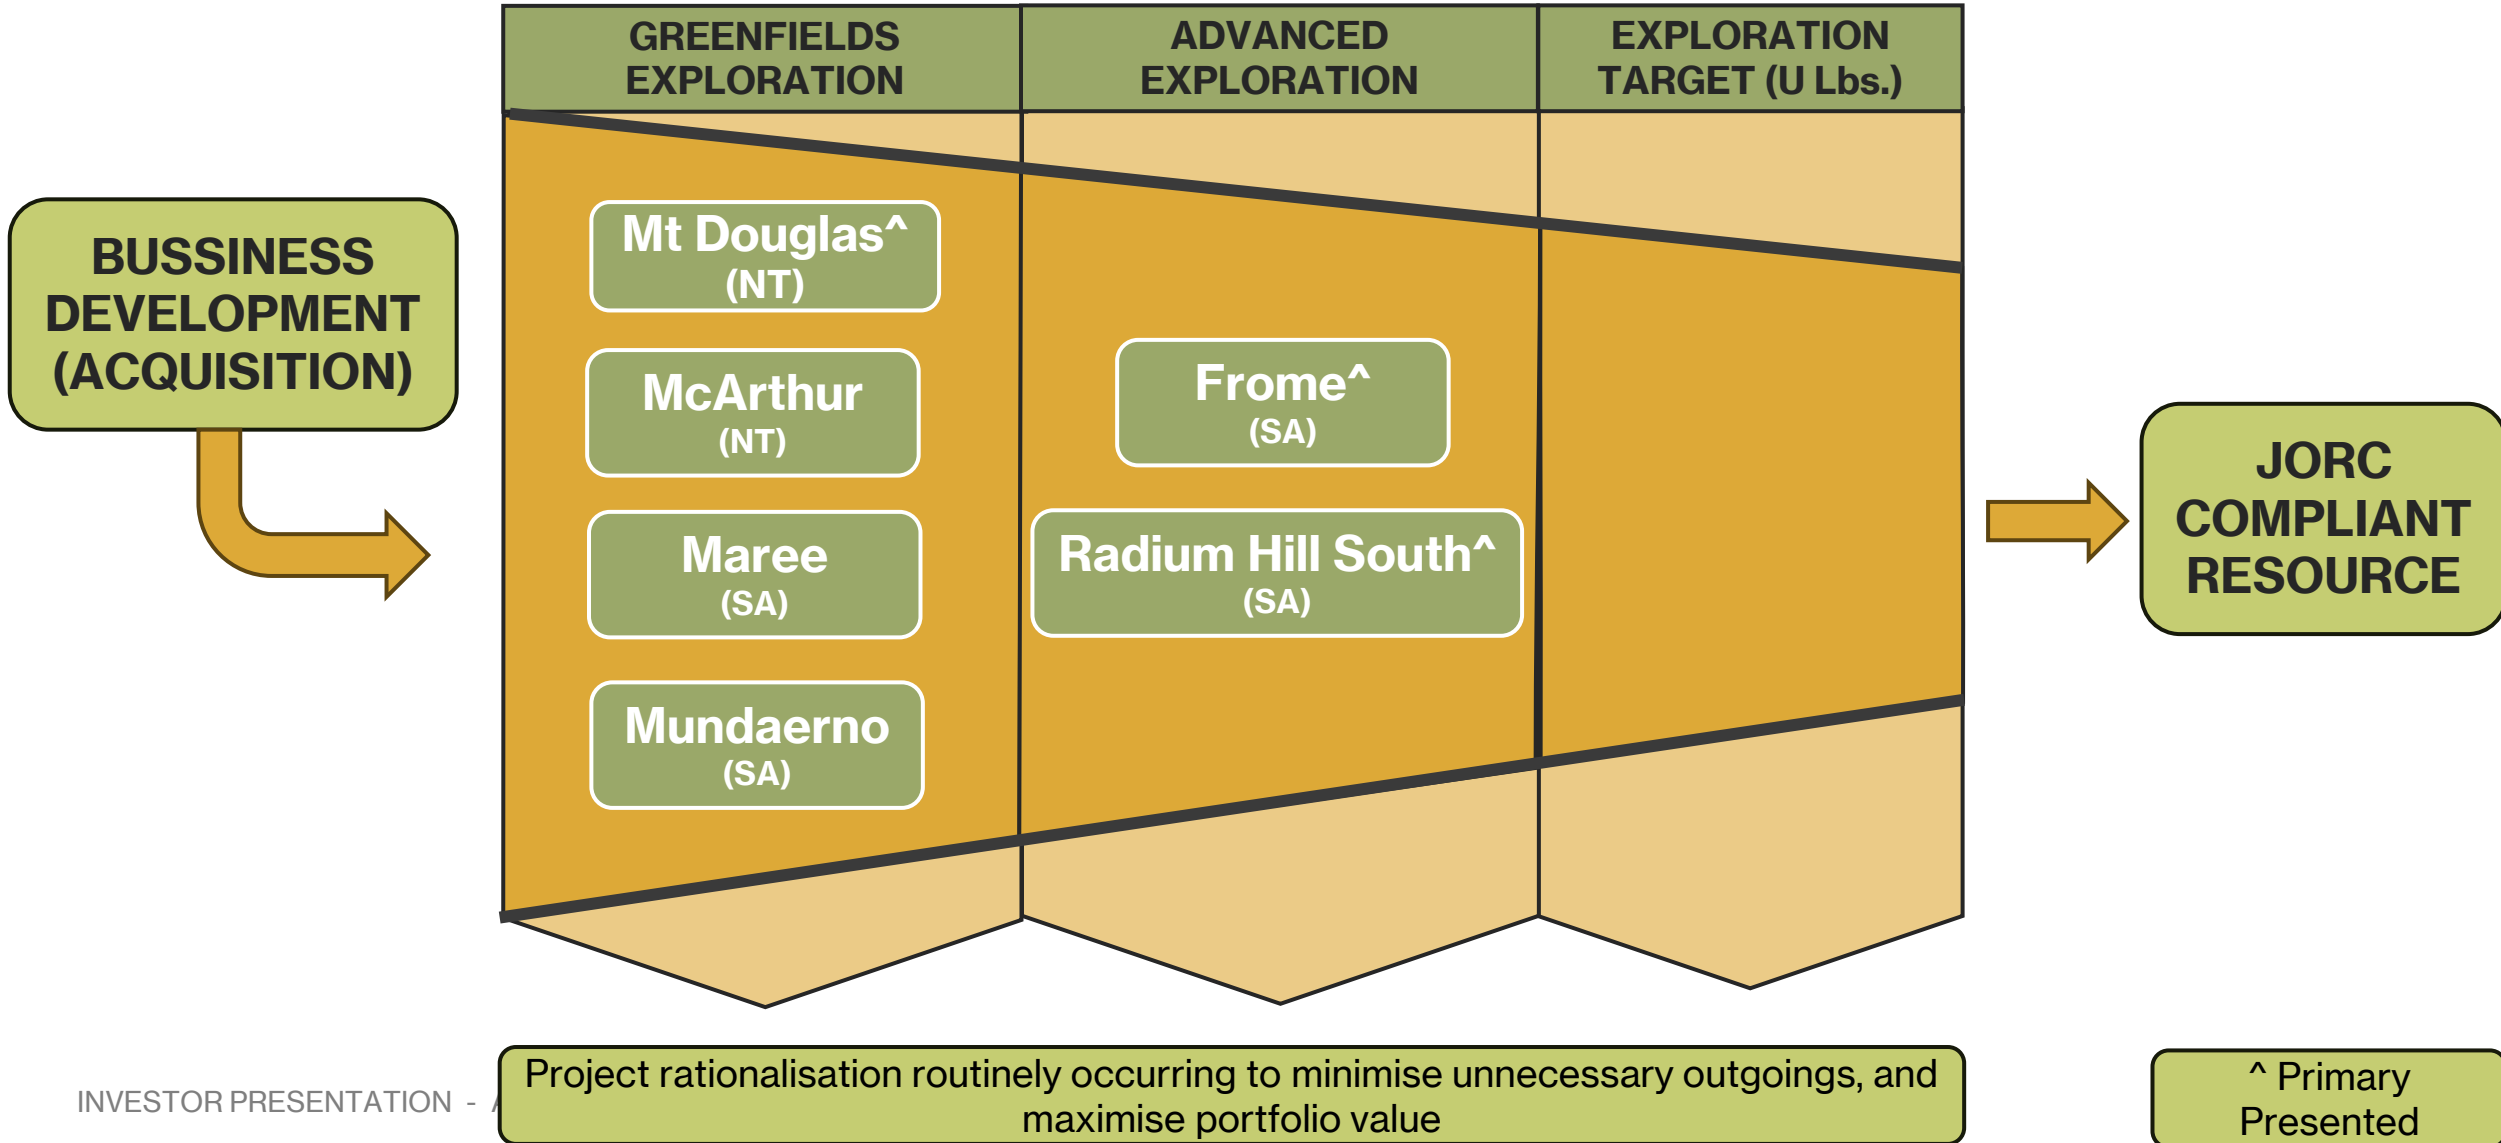 GREENFIELDS
EXPLORATION
ADVANCED
EXPLORATION
EXPLORATION
TARGET (U Lbs.)
BUSSINESS
DEVELOPMENT
(ACQUISITION)
Mt Douglas^
(NT)
McArthur
(NT)
Maree
(SA)
Mundaerno
(SA)
Frome^
(SA)
Radium Hill South^
(SA)
JORC
COMPLIANT
RESOURCE
Project rationalisation routinely occurring to minimise unnecessary outgoings, and
maximise portfolio value
INVESTOR PRESENTATION -
^ Primary
Presented